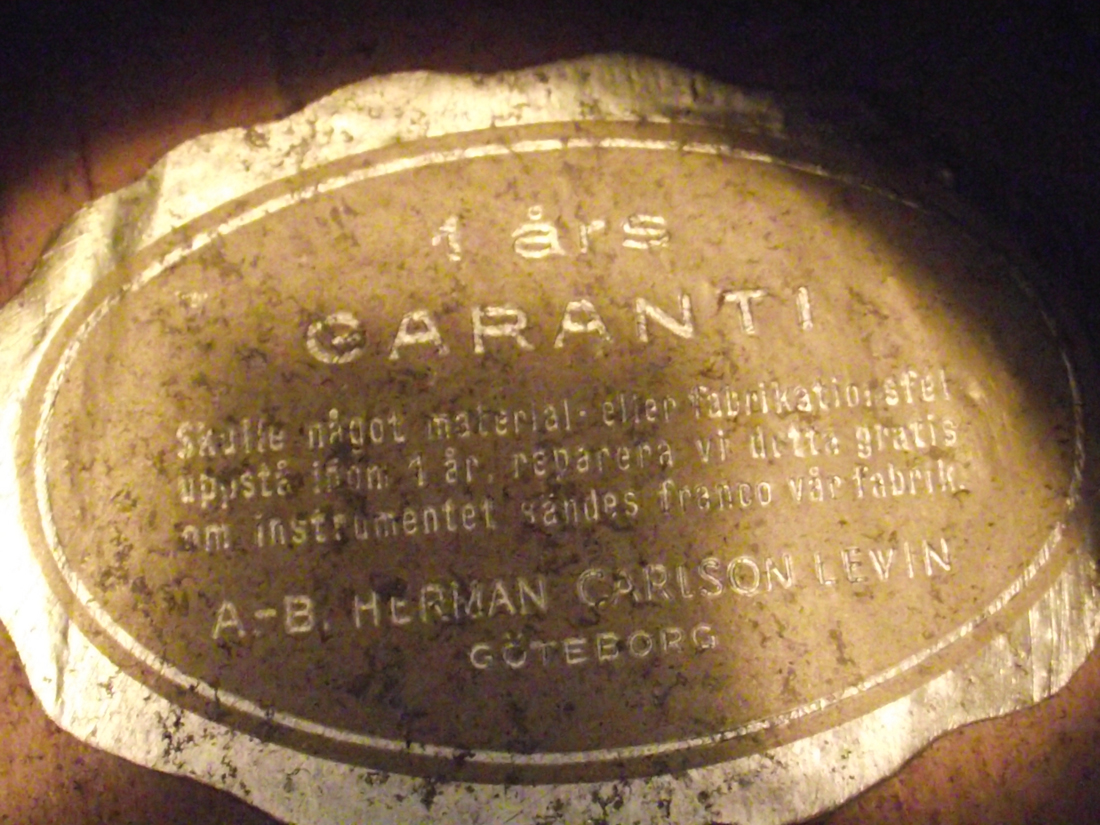 1 års
GARANTI
Skulle något material- eller fabrikationsfel
uppstå inom 1 år, reparera vi detta gratis
om instrumentet sändes franco vår fabrik.
A.-B. HERMAN CARLSON LEVIN
GÖTEBORG